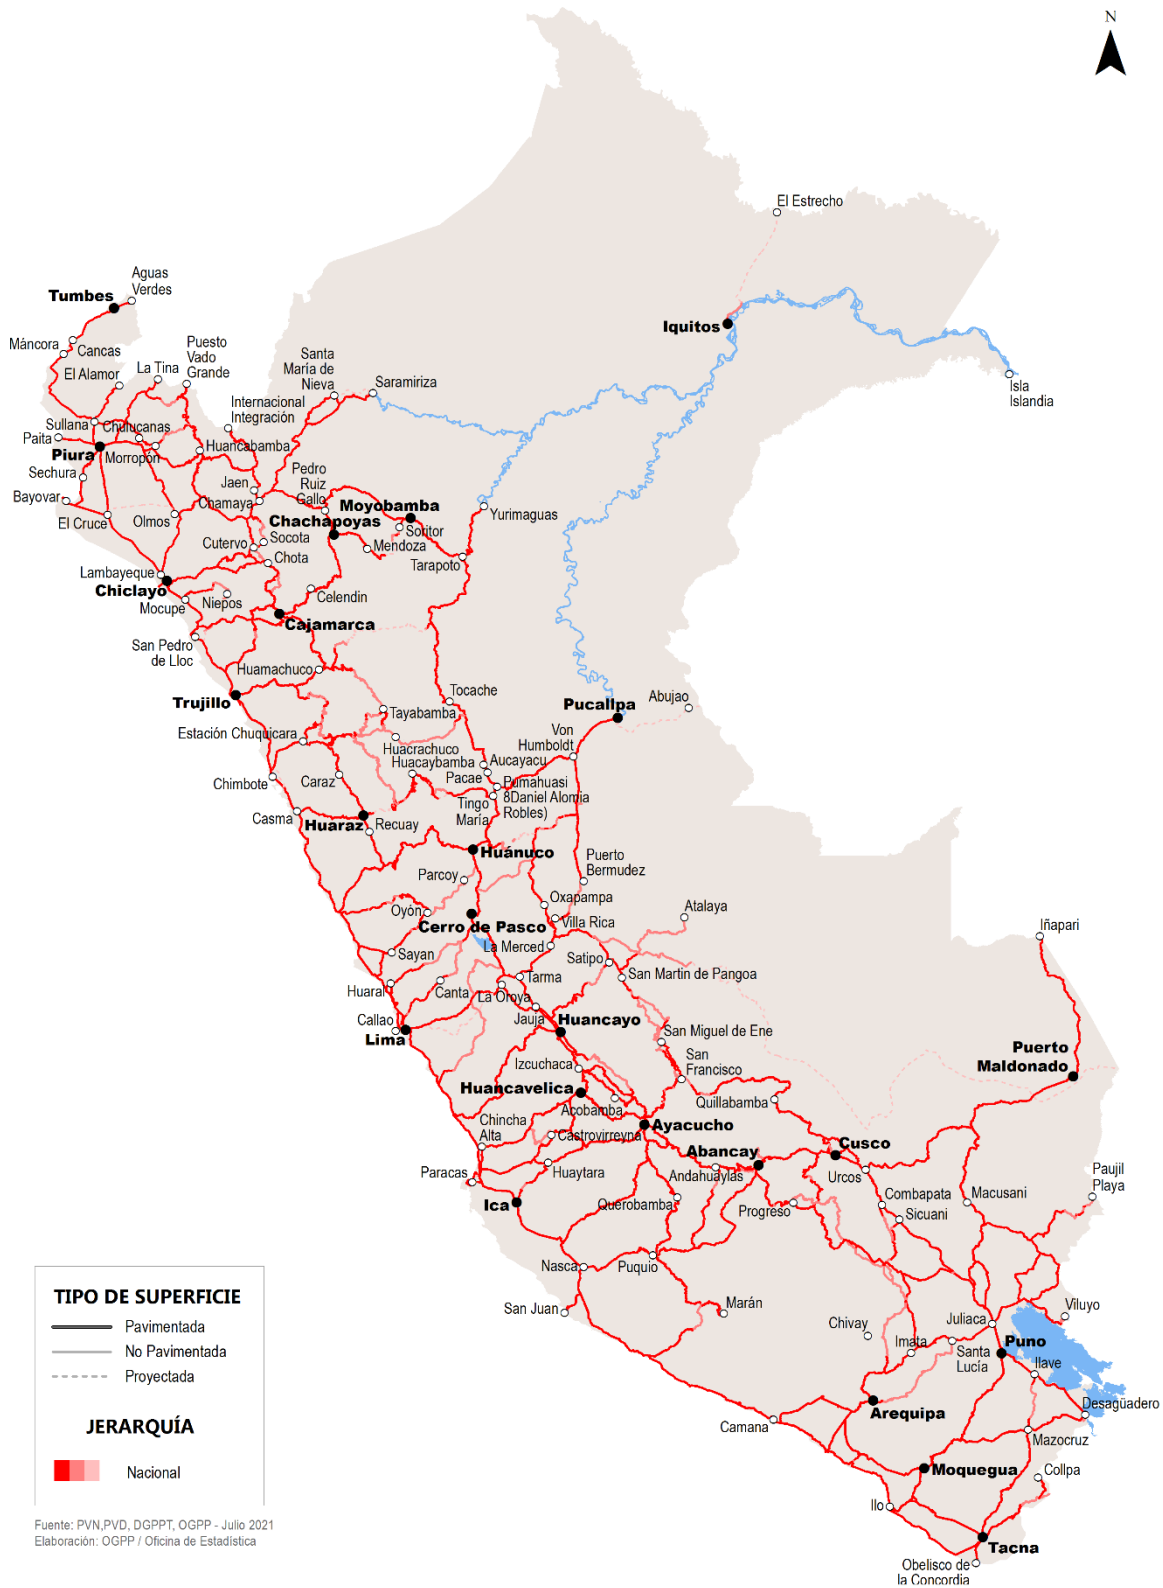 N
El Estrecho
Aguas
Verdes
Tumbes
Iquitos
Máncora
Cancas
Puesto
Vado
Grande
La Tina
El Alamor
Santa
María de
Nieva
Saramiriza
Isla
Islandia
Internacional
Integración
Sullana
Chulucanas
Paita
Piura
Morropón
Huancabamba
Sechura
Jaen
Pedro
Ruiz
Gallo
Bayovar
Chamaya
Moyobamba
Yurimaguas
El Cruce
Olmos
Chachapoyas
Soritor
Cutervo
Socota
Mendoza
Chota
Tarapoto
Lambayeque
Chiclayo
Mocupe
Niepos
Celendin
Cajamarca
San Pedro
de Lloc
Huamachuco
Trujillo
Tocache
Abujao
Tayabamba
Pucallpa
Estación Chuquicara
Von
Humboldt
Huacrachuco
Huacaybamba
Aucayacu
Chimbote
Caraz
Pacae
Pumahuasi
8Daniel Alomia
Robles)
Tingo
María
Casma
Huaraz
Recuay
Huánuco
Puerto
Bermudez
Parcoy
Oxapampa
Oyón
Atalaya
Villa Rica
Cerro de Pasco
Iñapari
Sayan
La Merced
Satipo
San Martin de Pangoa
Huaral
Canta
Tarma
La Oroya
Callao
Jauja
Huancayo
Lima
San Miguel de Ene
Izcuchaca
San
Francisco
Puerto
Maldonado
Huancavelica
Quillabamba
Acobamba
Chincha
Alta
Ayacucho
Castrovirreyna
Abancay
Cusco
Paracas
Huaytara
Andahuaylas
Urcos
Paujil
Playa
Ica
Querobamba
Progreso
Combapata
Macusani
Sicuani
Nasca
Puquio
San Juan
Marán
Chivay
Juliaca
Viluyo
Imata
Santa
Lucía
Puno
Ilave
Arequipa
Desagüadero
Camana
Mazocruz
Moquegua
Collpa
Ilo
Tacna
Obelisco de
la Concordia
TIPO DE SUPERFICIE
Pavimentada
No Pavimentada
Proyectada
JERARQUÍA
Nacional
Fuente: PVN,PVD, DGPPT, OGPP - Julio 2021
Elaboración: OGPP / Oficina de Estadística